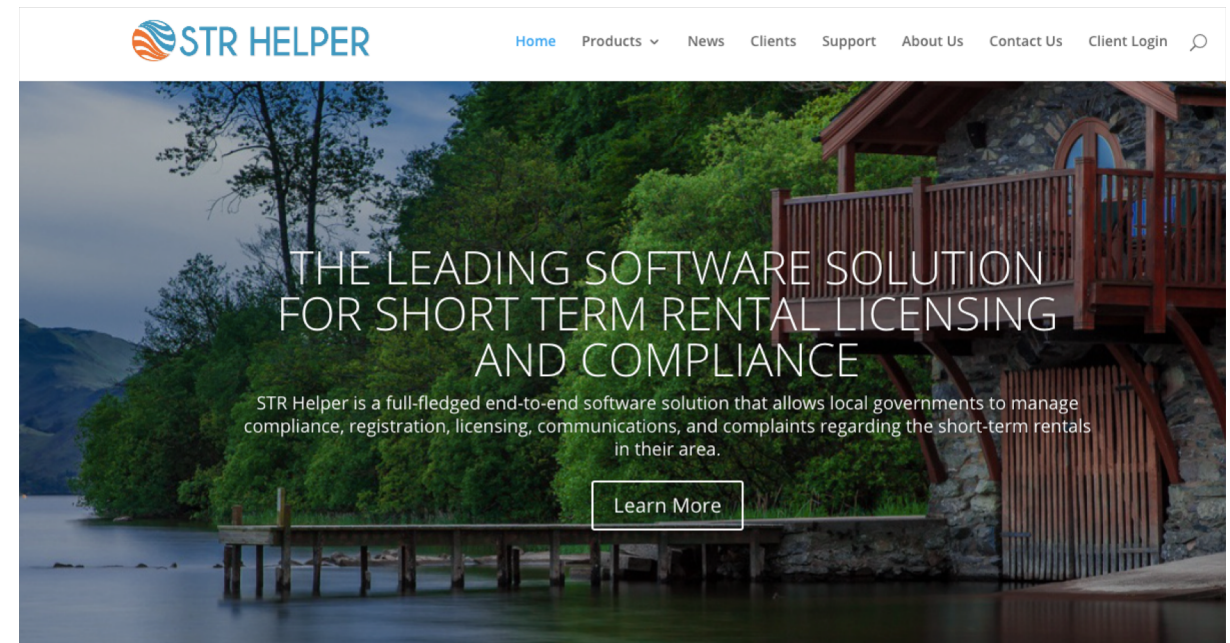 STR HELPER
Home Products News Clients Support About Us Contact Us Client Login
THE LEADING SOFTWARE SOLUTION
FOR SHORT TERM RENTAL LICENSING
AND COMPLIANCE
STR Helper is a full-fledged end-to-end software solution that allows local governments to manage
compliance, registration, licensing, communications, and complaints regarding the short-term rentals
in their area.
Learn More